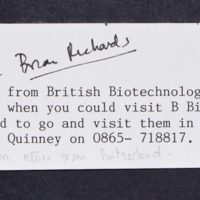 Brian Richards
from British Biotechnolog
when you could visit B Bi
d to go and visit them in
Quinney on 0865- 718817.
return from Switzerland.